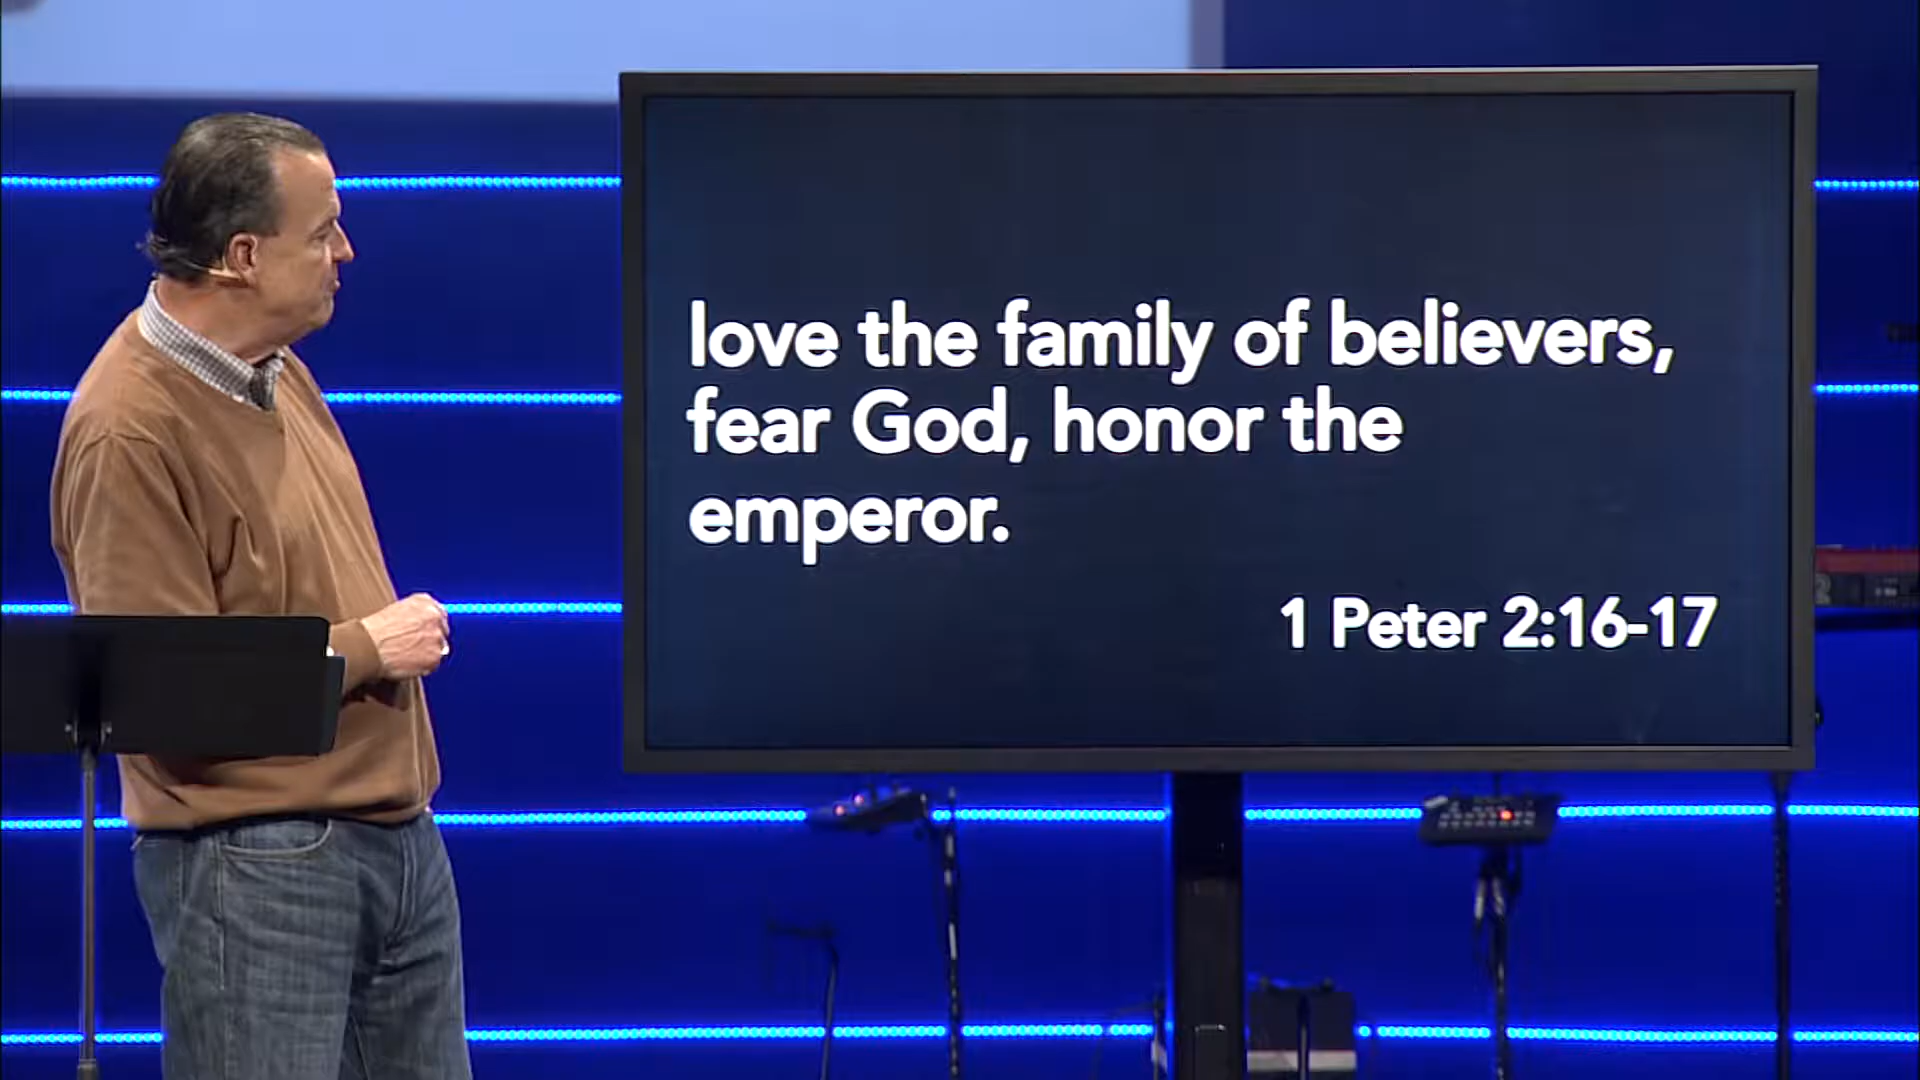 love the family of believers,
fear God, honor the
emperor.
1 Peter 2:16-17